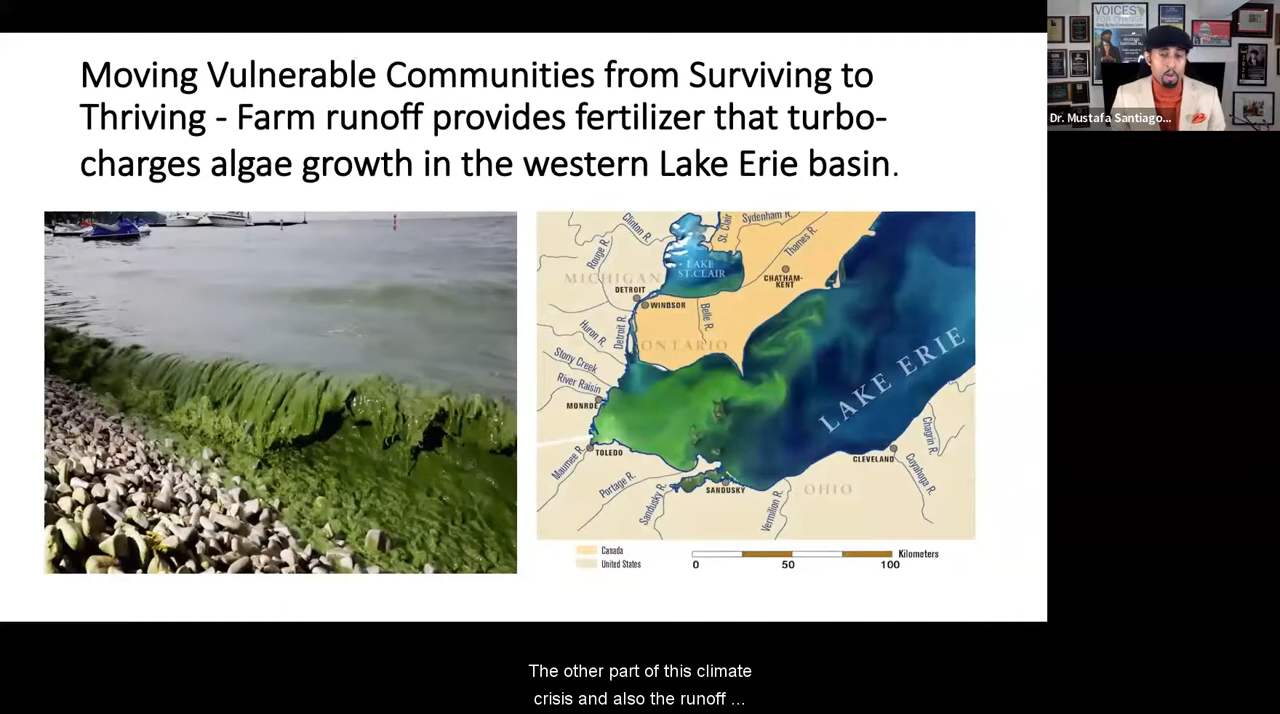 Moving Vulnerable Communities from Surviving to
Thriving - Farm runoff provides fertilizer that turbo-
charges algae growth in the western Lake Erie basin.
VOICES
FOR CHANGE
Dr. Mustafa Santiago...
Clinton R.
St. Clair
Sydenham R.
Rouge R.
Thames R.
LAKE
ST.CLAIR
MICHIGAN
CHATHAM-
KENT
DETROIT
WINDSOR
Belle R.
Detroit R.
Huron R.
ONTARIO
Stony Creek
River Raisin
MONROE
LAKE ERIE
TOLEDO
Maumee R.
Portage R.
Sandusky R.
SANDUSKY
Vermilion R.
OHIO
CLEVELAND
Chagrin R.
Cuyahoga R.
Canada
United States
Kilometers
0 50 100
The other part of this climate
crisis and also the runoff ...